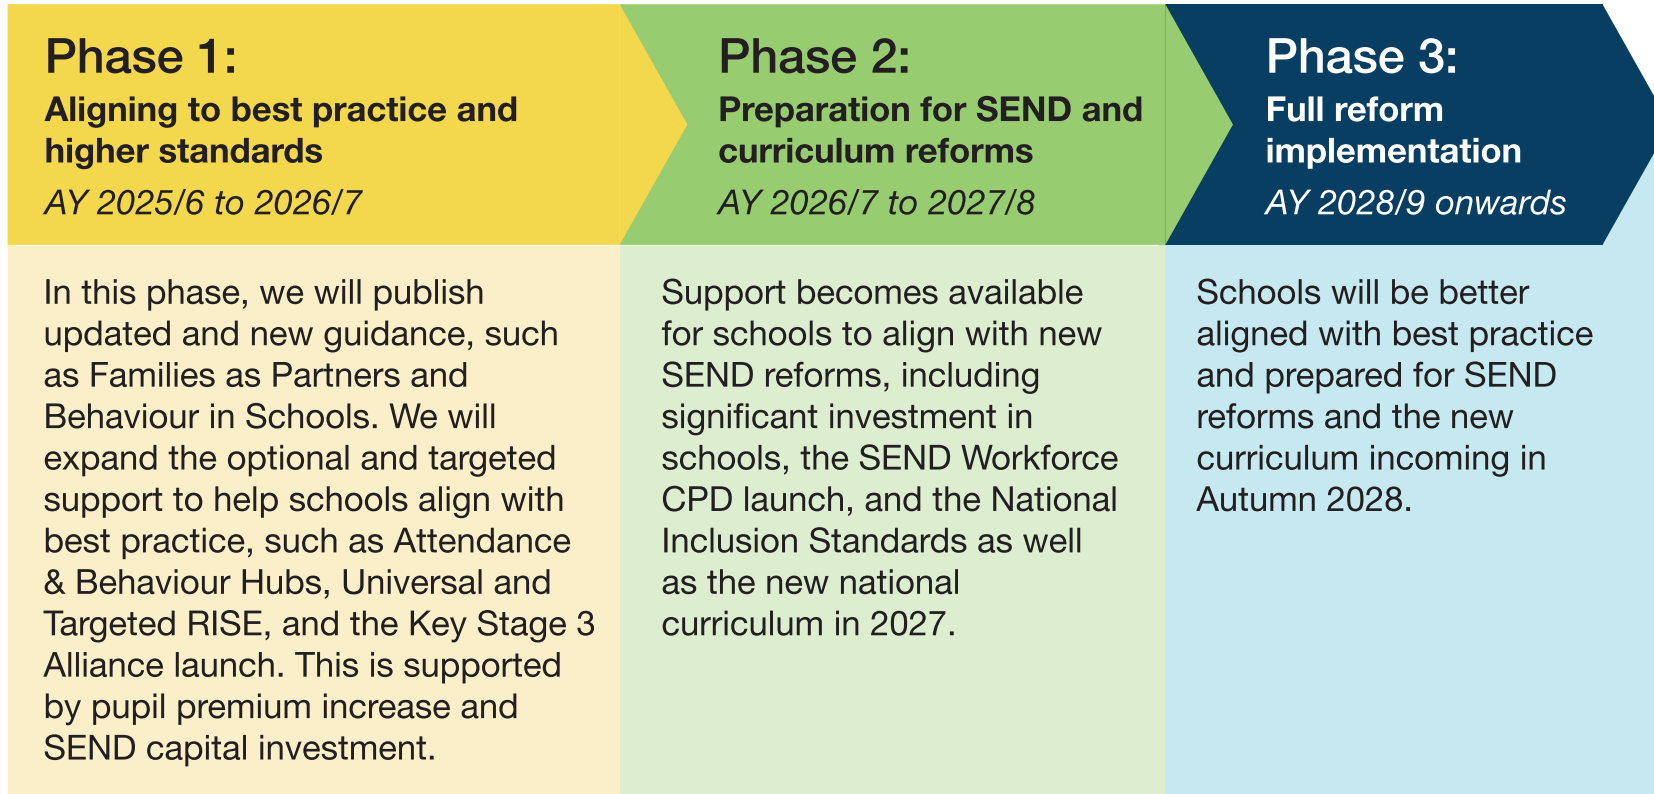 Phase 1:
Aligning to best practice and
higher standards
AY 2025/6 to 2026/7
In this phase, we will publish
updated and new guidance, such
as Families as Partners and
Behaviour in Schools. We will
expand the optional and targeted
support to help schools align with
best practice, such as Attendance
& Behaviour Hubs, Universal and
Targeted RISE, and the Key Stage 3
Alliance launch. This is supported
by pupil premium increase and
SEND capital investment.
Phase 2:
Preparation for SEND and
curriculum reforms
AY 2026/7 to 2027/8
Support becomes available
for schools to align with new
SEND reforms, including
significant investment in
schools, the SEND Workforce
CPD launch, and the National
Inclusion Standards as well
as the new national
curriculum in 2027.
Phase 3:
Full reform
implementation
AY 2028/9 onwards
Schools will be better
aligned with best practice
and prepared for SEND
reforms and the new
curriculum incoming in
Autumn 2028.